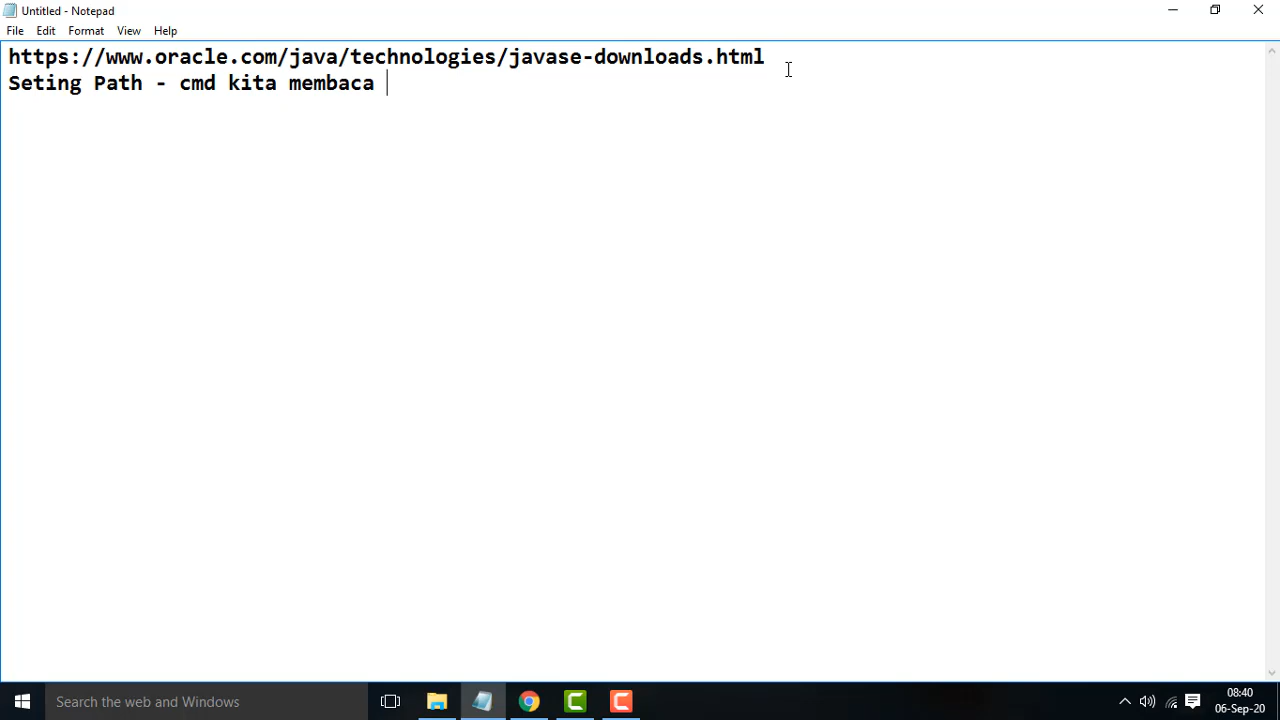 Untitled - Notepad
File Edit Format View Help
https://www.oracle.com/java/technologies/javase-downloads.html
Seting Path - cmd kita membaca
Search the web and Windows
08:40
06-Sep-20